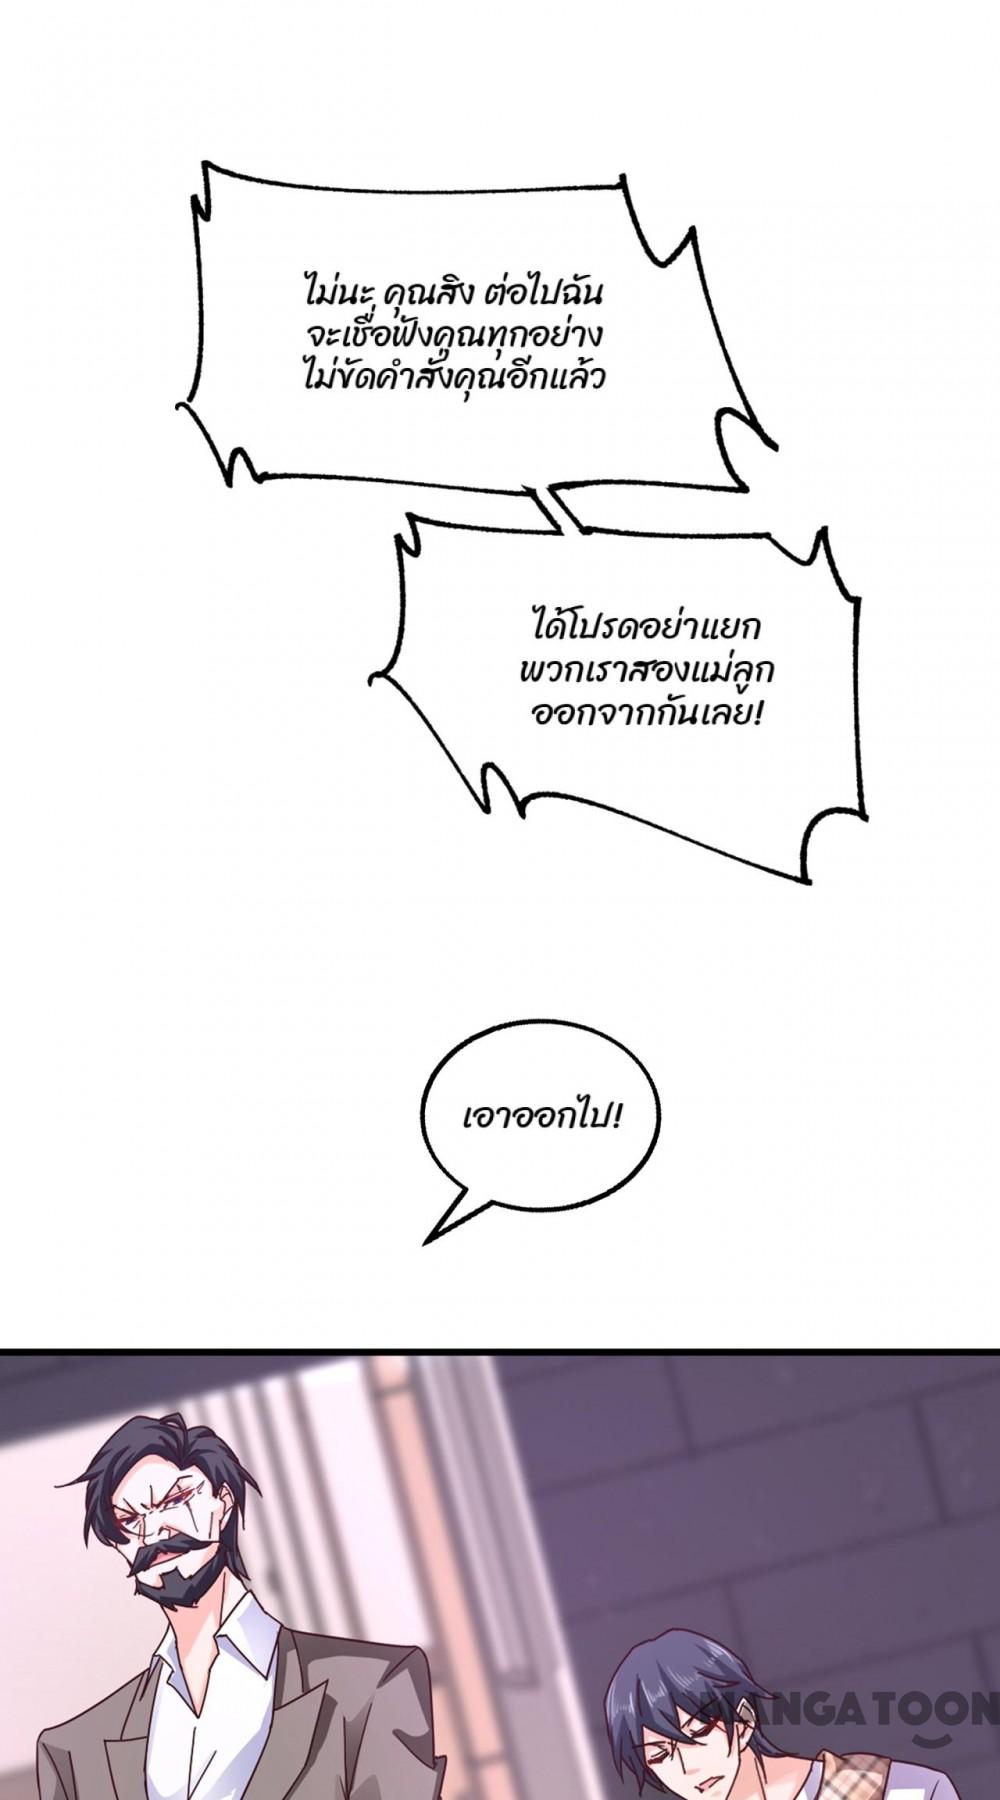 ไม่นะ คุณสิง ต่อไปฉัน
จะเชื่อฟังคุณทุกอย่าง
ไม่ขัดคำสั่งคุณอีกแล้ว
ได้โปรดอย่าแยก
พวกเราสองแม่ลูก
ออกจากกันเลย!
เอาออกไป!
MANGATOON